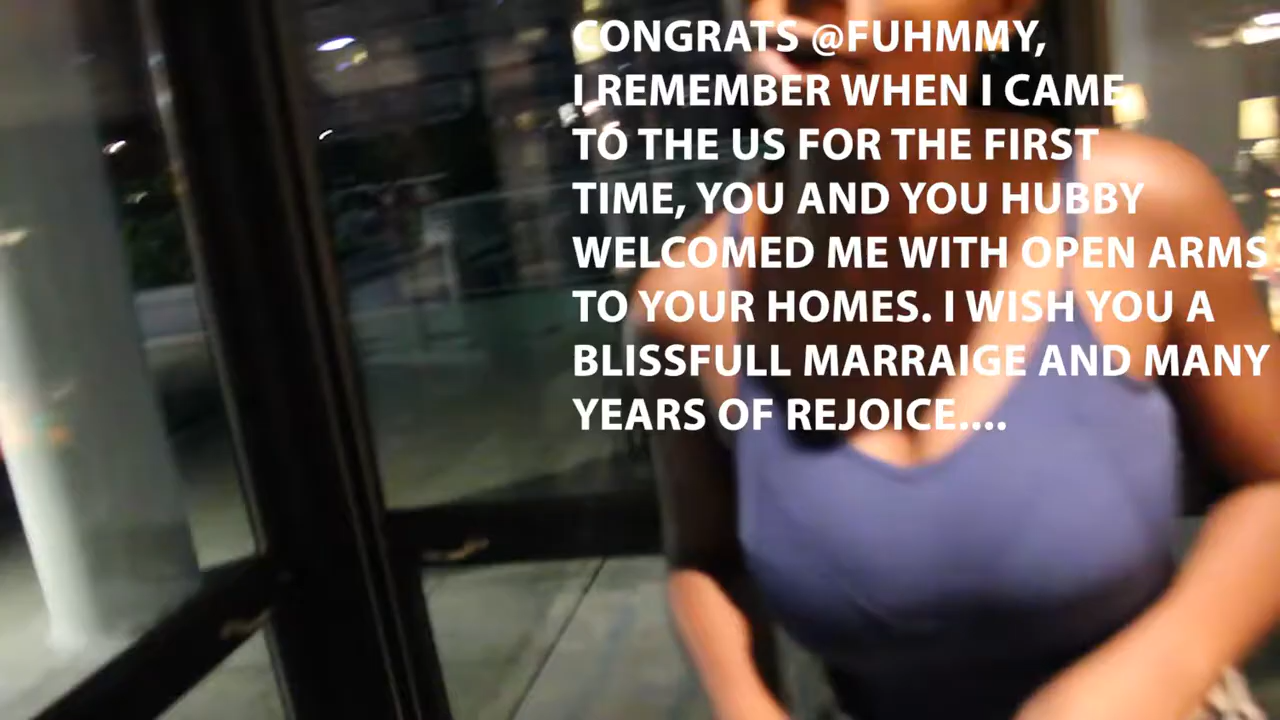 CONGRATS @FUHMMY,
I REMEMBER WHEN I CAME
TO THE US FOR THE FIRST
TIME, YOU AND YOU HUBBY
WELCOMED ME WITH OPEN ARMS
TO YOUR HOMES. I WISH YOU A
BLISSFULL MARRAIGE AND MANY
YEARS OF REJOICE....